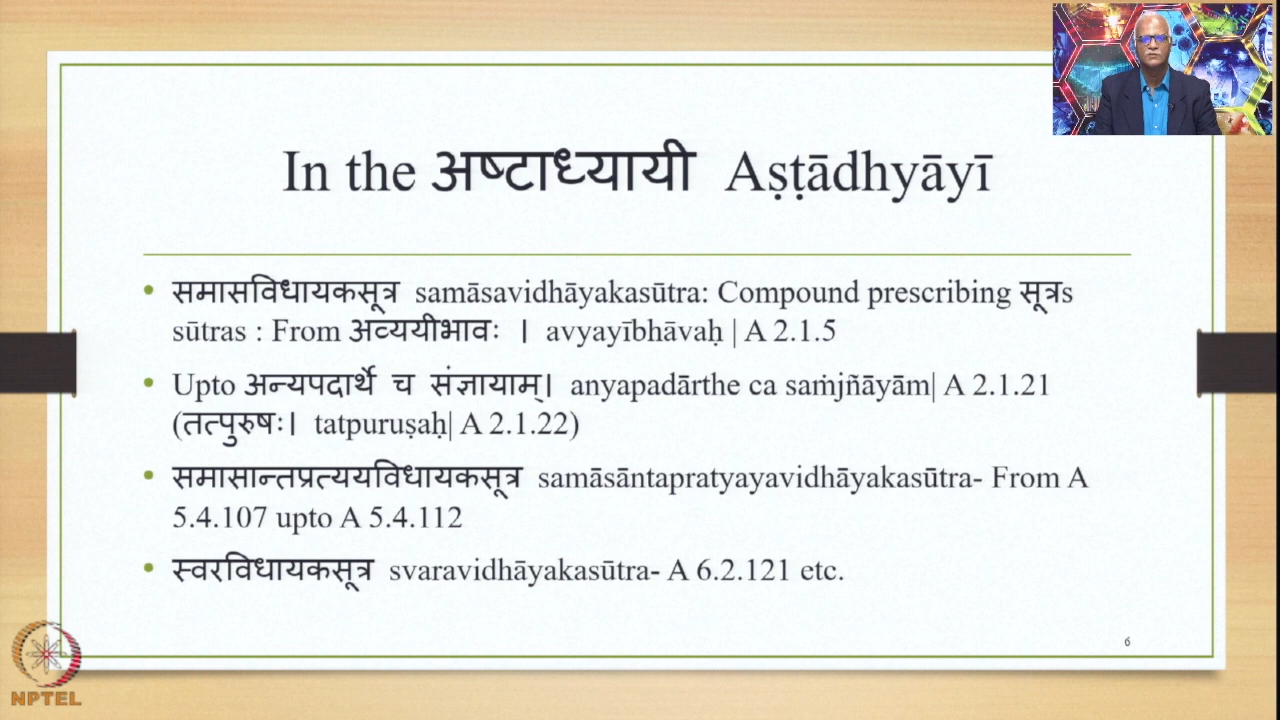 In the अष्टाध्यायी Aṣṭādhyāyī
• समासविधायकसूत्र samāsavidhāyakasūtra: Compound prescribing सूत्रs
sūtras : From अव्ययीभावः । avyayībhāvaḥ | A 2.1.5
• Upto अन्यपदार्थे च संज्ञायाम्। anyapadārthe ca saṁjñāyām| A 2.1.21
(तत्पुरुषः। tatpuruṣaḥ| A 2.1.22)
• समासान्तप्रत्ययविधायकसूत्र samāsāntapratyayavidhāyakasūtra- From A
5.4.107 upto A 5.4.112
• स्वरविधायकसूत्र svaravidhāyakasūtra- A 6.2.121 etc.
6
NPTEL